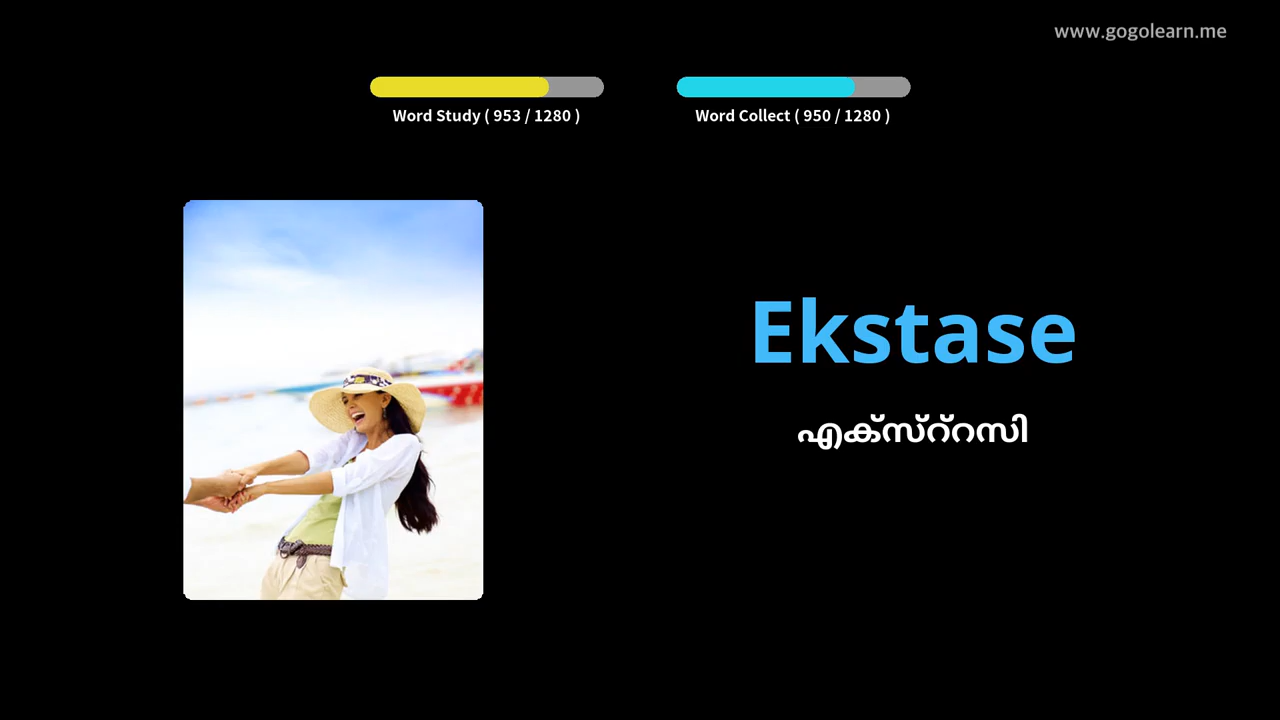 www.gogolearn.me
Word Study ( 953 / 1280 )
Word Collect ( 950 / 1280 )
Ekstase
എക്സ്റ്റസി